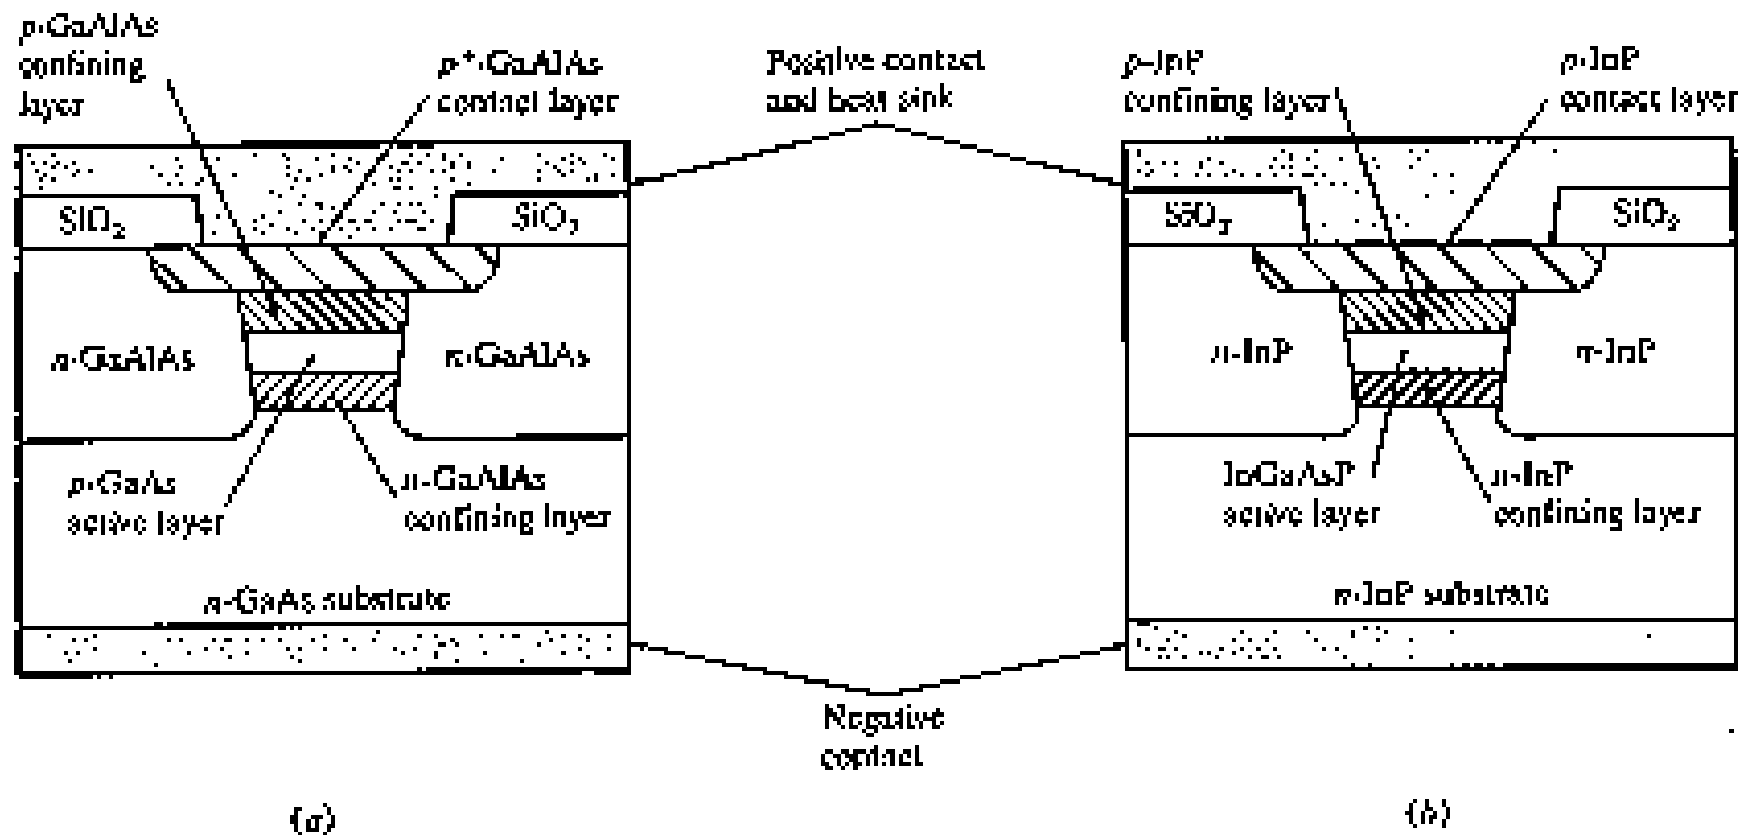 p-GaAlAs
confining
layer
p⁺-GaAlAs
contact layer
Positive contact
and heat sink
p-InP
confining layer
p-InP
contact layer
SiO₂
SiO₂
SiO₂
SiO₂
n-GaAlAs
n-GaAlAs
n-InP
n-InP
p-GaAs
active layer
n-GaAlAs
confining layer
InGaAsP
active layer
n-InP
confining layer
n-GaAs substrate
n-InP substrate
Negative
contact
(a)
(b)